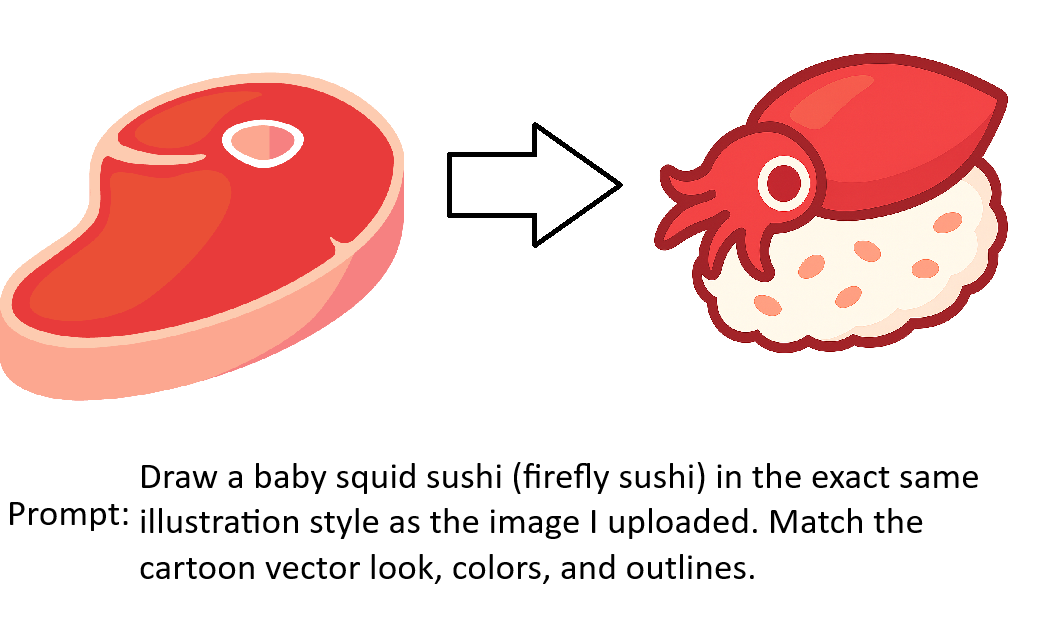 Draw a baby squid sushi (firefly sushi) in the exact same
Prompt: illustration style as the image I uploaded. Match the
cartoon vector look, colors, and outlines.